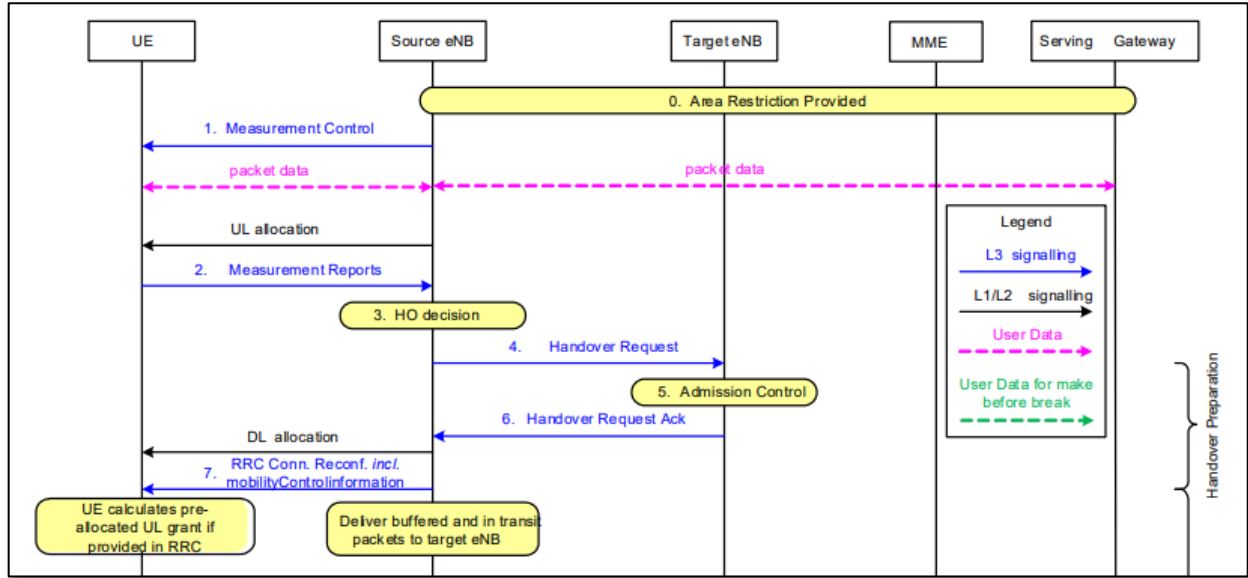 UE
Source eNB
Target eNB
MME
Serving Gateway
0. Area Restriction Provided
1. Measurement Control
packet data
packet data
UL allocation
Legend
L3 signalling
L1/L2 signalling
User Data
User Data for make
before break
2. Measurement Reports
3. HO decision
4. Handover Request
5. Admission Control
6. Handover Request Ack
DL allocation
7. RRC Conn. Reconf. incl.
mobilityControlinformation
Handover Preparation
UE calculates pre-
allocated UL grant if
provided in RRC
Deliver buffered and in transit
packets to target eNB